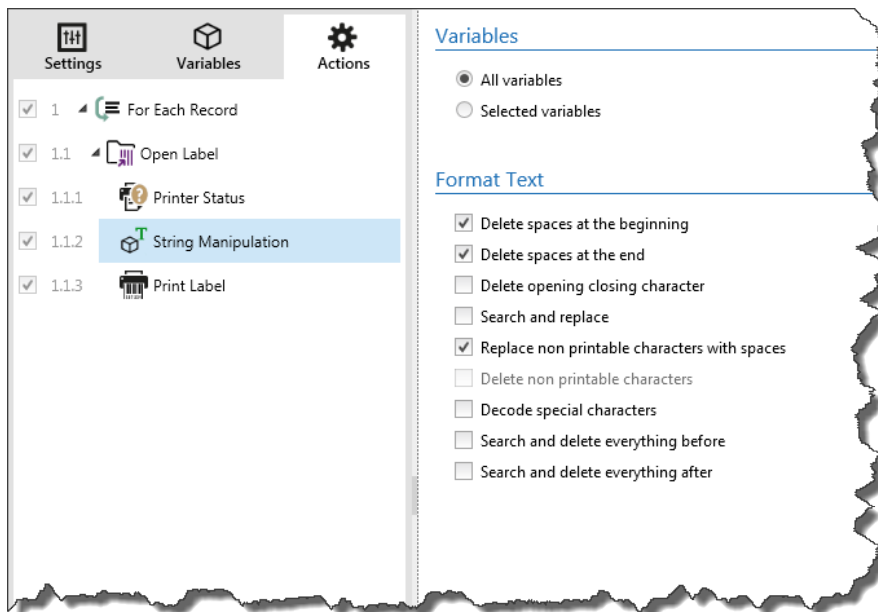 Settings
Variables
Actions
1 For Each Record
1.1 Open Label
1.1.1 Printer Status
1.1.2 String Manipulation
1.1.3 Print Label
Variables
All variables
Selected variables
Format Text
Delete spaces at the beginning
Delete spaces at the end
Delete opening closing character
Search and replace
Replace non printable characters with spaces
Delete non printable characters
Decode special characters
Search and delete everything before
Search and delete everything after